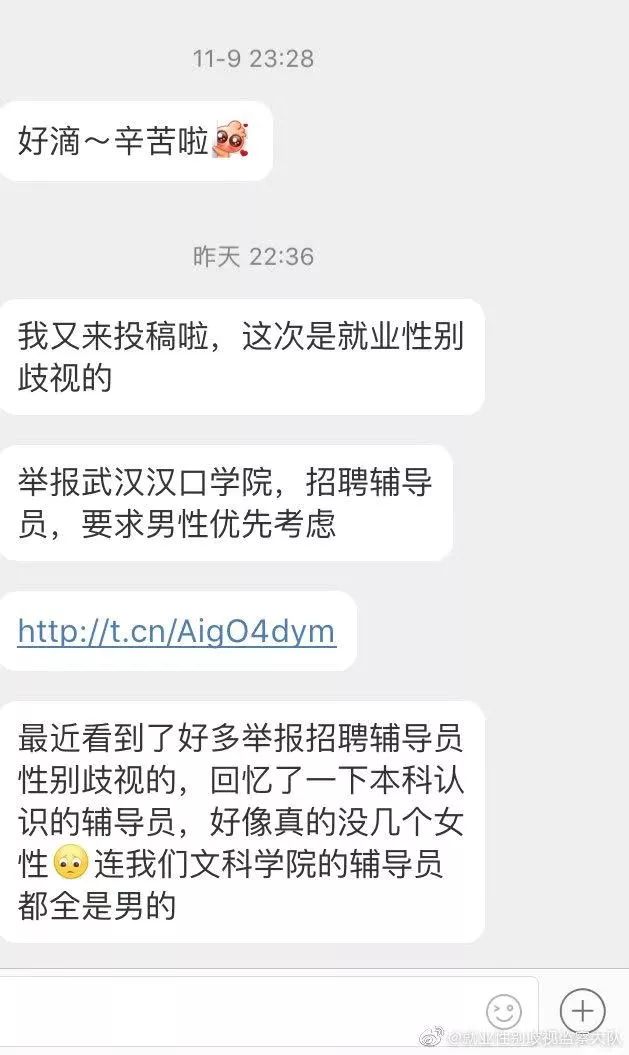 11-9 23:28
好滴～辛苦啦
昨天 22:36
我又来投稿啦，这次是就业性别
歧视的
举报武汉汉口学院，招聘辅导
员，要求男性优先考虑
http://t.cn/AigO4dym
最近看到了好多举报招聘辅导员
性别歧视的，回忆了一下本科认
识的辅导员，好像真的没几个女
性🥺连我们文科学院的辅导员
都全是男的
@就业性别歧视监察大队